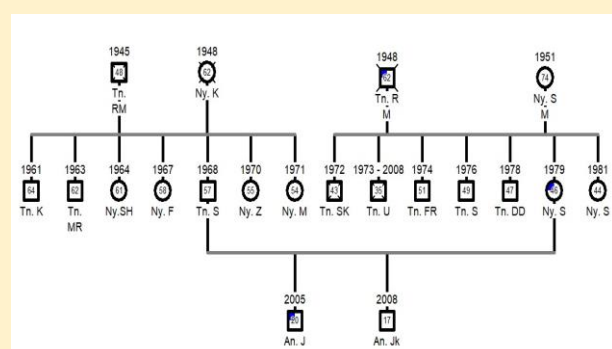 1945 1948 1948 1951
48 62 62 74
Tn. Ny. K Tn. R Ny. S
RM -M -M
1961 1963 1964 1967 1968 1970 1971 1972 1973 - 2008 1974 1976 1978 1979 1981
64 62 61 58 57 55 54 43 35 51 49 47 46 44
Tn. K Tn. Ny.SH Ny. F Tn. S Ny. Z Ny. M Tn. SK Tn. U Tn. FR Tn. S Tn. DD Ny. S Ny. S
MR
2005 2008
20 17
An. J An. Jk